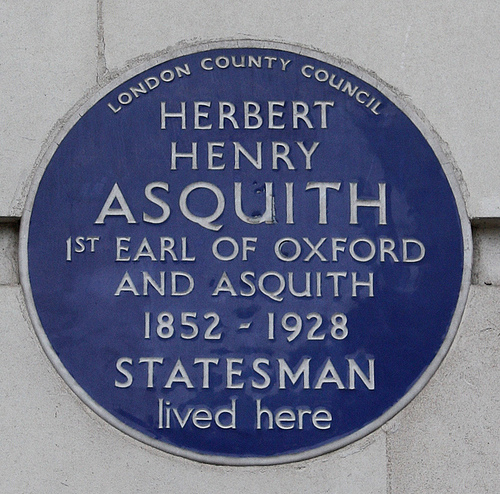 LONDON COUNTY COUNCIL
HERBERT
HENRY
ASQUITH
1ST EARL OF OXFORD
AND ASQUITH
1852 - 1928
STATESMAN
lived here